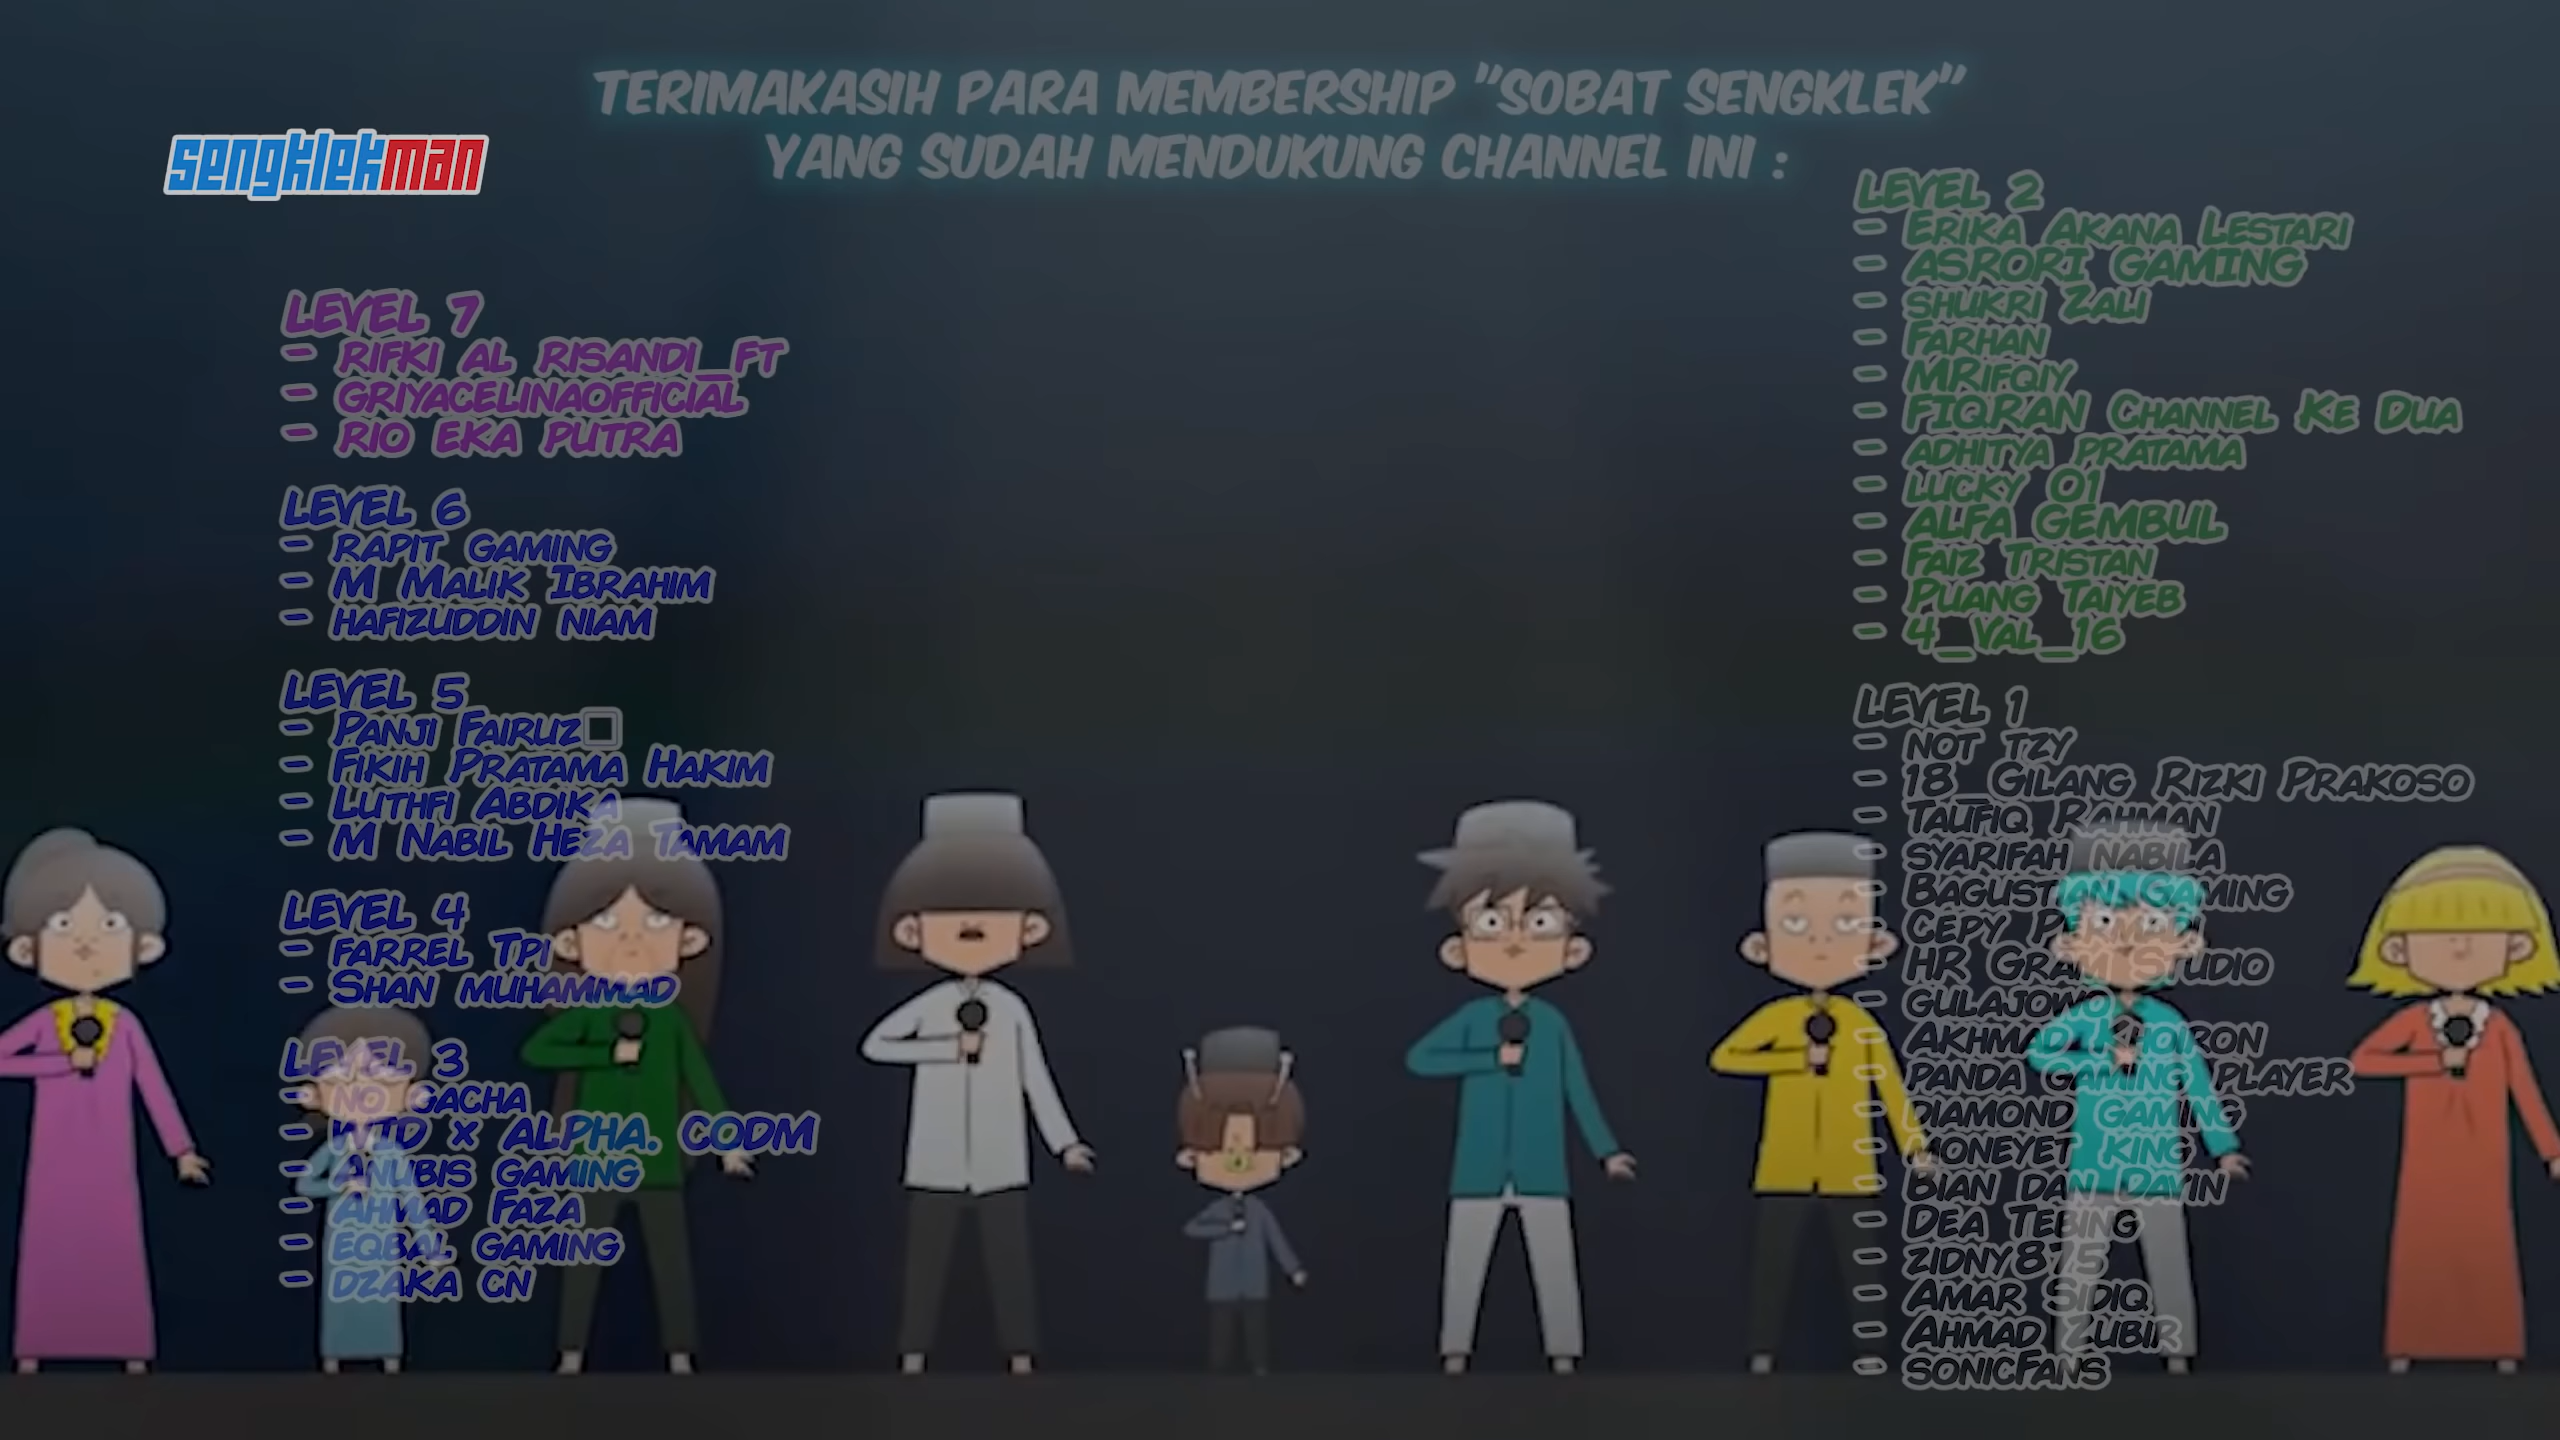 TERIMAKASIH PARA MEMBERSHIP "SOBAT SENGKLEK"
YANG SUDAH MENDUKUNG CHANNEL INI :
sengklekman
LEVEL 7
- RIFKI AL RISANDI_FT
- GRIYACELINAOFFICIAL
- RIO EKA PUTRA
LEVEL 6
- RAPIT GAMING
- M MALIK IBRAHIM
- HAFIZUDDIN NIAM
LEVEL 5
- PANJI FAIRUZ□
- FIKIH PRATAMA HAKIM
- LUTHFI ABDIKA
- M NABIL HEZA TAMAM
LEVEL 4
- FARREL TPI
- SHAN MUHAMMAD
LEVEL 3
- NO GACHA
- WTD × ALPHA. CODM
- ANUBIS GAMING
- AHMAD FAZA
- EQBAL GAMING
- DZAKA CN
LEVEL 2
- ERIKA AKANA LESTARI
- ASRORI GAMING
- SHUKRI ZALI
- FARHAN
- MRIFQIY
- FIQRAN CHANNEL KE DUA
- ADHITYA PRATAMA
- LUCKY 01
- ALFA GEMBUL
- FAIZ TRISTAN
- PUANG TAIYEB
- 4_VAL_16
LEVEL 1
- NOT TZY
- 18_GILANG RIZKI PRAKOSO
- TAUFIQ RAHMAN
- SYARIFAH NABILA
- BAGUSTIAN GAMING
- CEPY PERMANA
- HR GRAM STUDIO
- GULAJOWO
- AKHMAD KHOIRON
- PANDA GAMING PLAYER
- DIAMOND GAMING
- MONEYET KING
- BIAN DAN DAVIN
- DEA TEBING
- ZIDNY875
- AMAR SIDIQ
- AHMAD ZUBIR
- SONICFANS